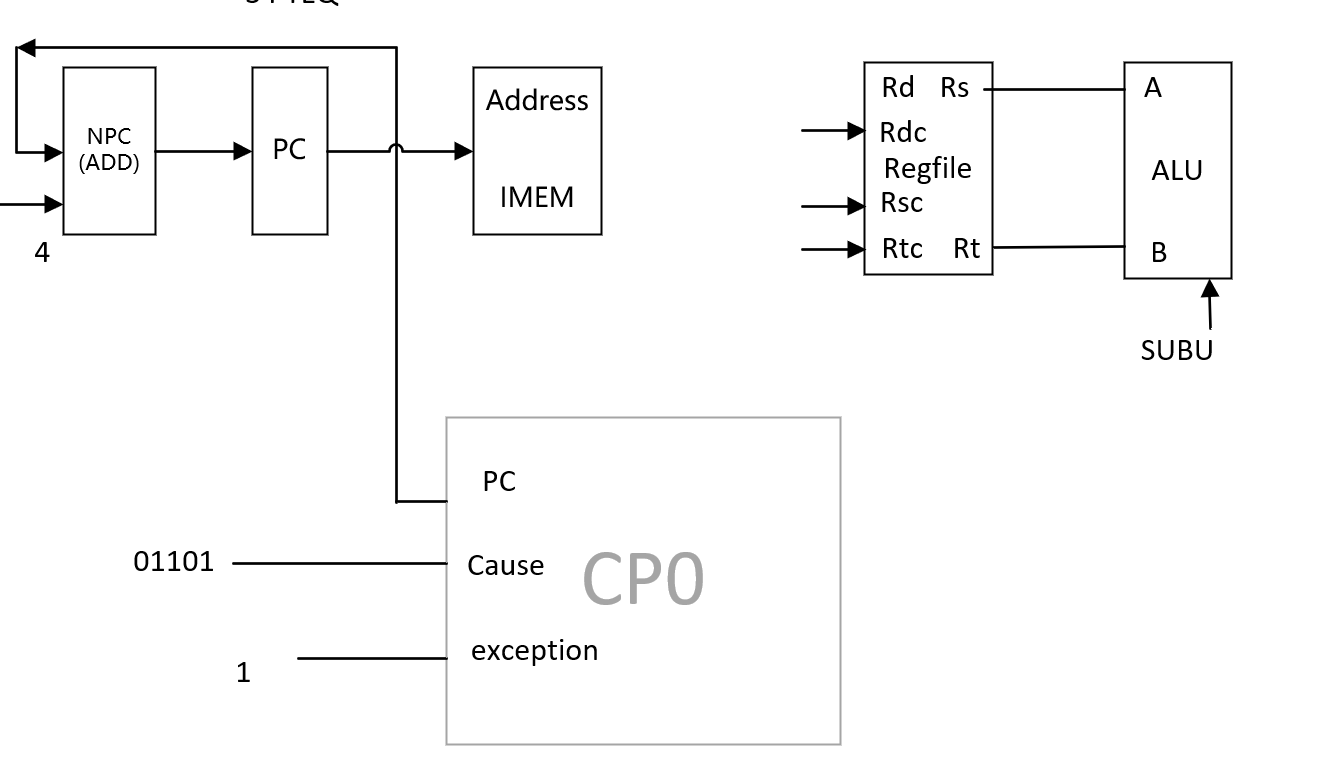 NPC
(ADD)
4
PC
Address
IMEM
Rd Rs
Rdc
Regfile
Rsc
Rtc Rt
A
ALU
B
SUBU
PC
01101
Cause
CP0
1
exception